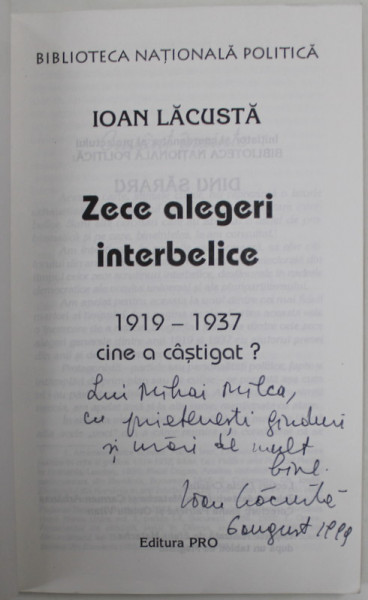 BIBLIOTECA NAȚIONALĂ POLITICĂ
IOAN LĂCUSTĂ
Zece alegeri
interbelice
1919 – 1937
cine a câștigat ?
Lui Mihai Milca,
cu prietenești gînduri
și urări de mult
bine.
Ioan Lăcustă
6 august 1999
Editura PRO